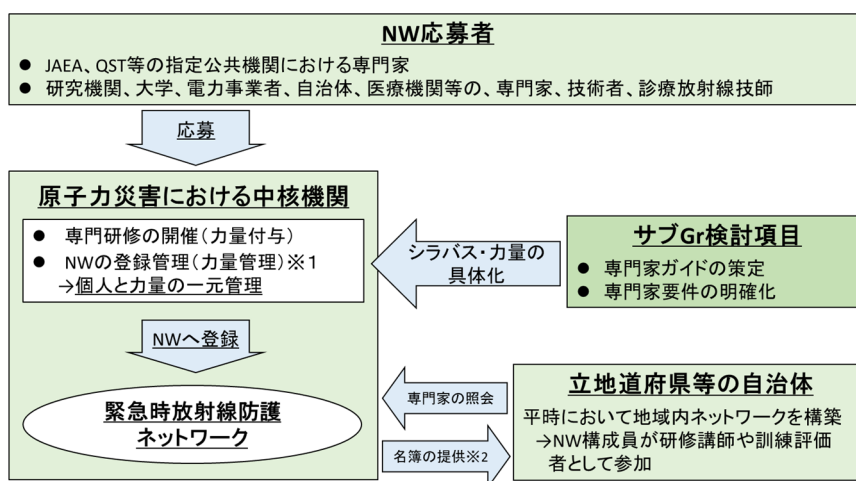 NW応募者
● JAEA、QST等の指定公共機関における専門家
● 研究機関、大学、電力事業者、自治体、医療機関等の、専門家、技術者、診療放射線技師
応募
原子力災害における中核機関
● 専門研修の開催（力量付与）
● NWの登録管理（力量管理）※１
→個人と力量の一元管理
NWへ登録
緊急時放射線防護
ネットワーク
シラバス・力量の
具体化
サブGr検討項目
● 専門家ガイドの策定
● 専門家要件の明確化
専門家の照会
名簿の提供※2
立地道府県等の自治体
平時において地域内ネットワークを構築
→NW構成員が研修講師や訓練評価
者として参加